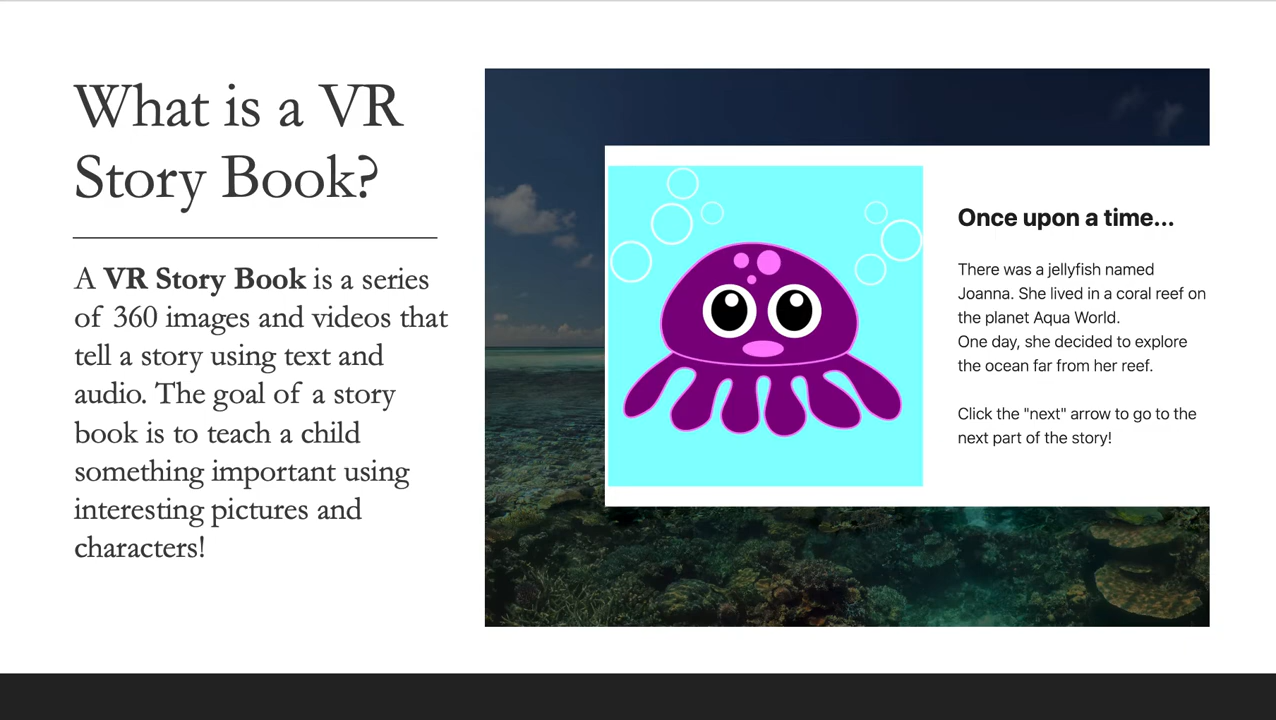 What is a VR
Story Book?
A VR Story Book is a series
of 360 images and videos that
tell a story using text and
audio. The goal of a story
book is to teach a child
something important using
interesting pictures and
characters!
Once upon a time...
There was a jellyfish named
Joanna. She lived in a coral reef on
the planet Aqua World.
One day, she decided to explore
the ocean far from her reef.
Click the "next" arrow to go to the
next part of the story!